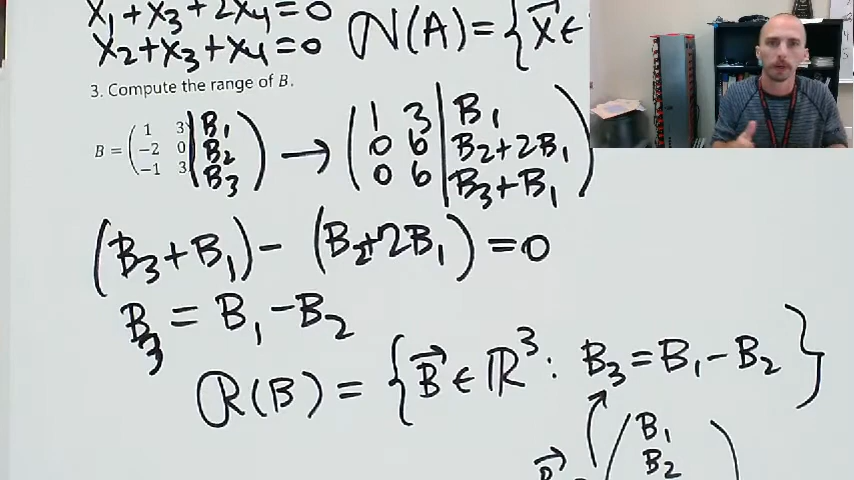 x₁+x₃+2x₄=0
x₂+x₃+x₄=0 N(A)={x⃗∈
3. Compute the range of B.
B = ( 1 3 | B₁ ) → ( 1 3 | B₁ )
( −2 0 | B₂ ) ( 0 6 | B₂+2B₁ )
( −1 3 | B₃ ) ( 0 6 | B₃+B₁ )
(B₃+B₁)−(B₂+2B₁)=0
B₃ = B₁−B₂
R(B)={B⃗∈ℝ³: B₃=B₁−B₂}
B₁
B₂